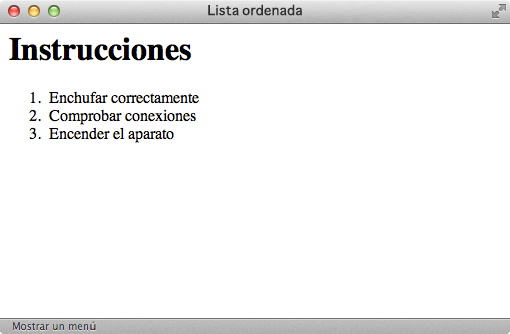 Lista ordenada
Instrucciones
1. Enchufar correctamente
2. Comprobar conexiones
3. Encender el aparato
Mostrar un menú